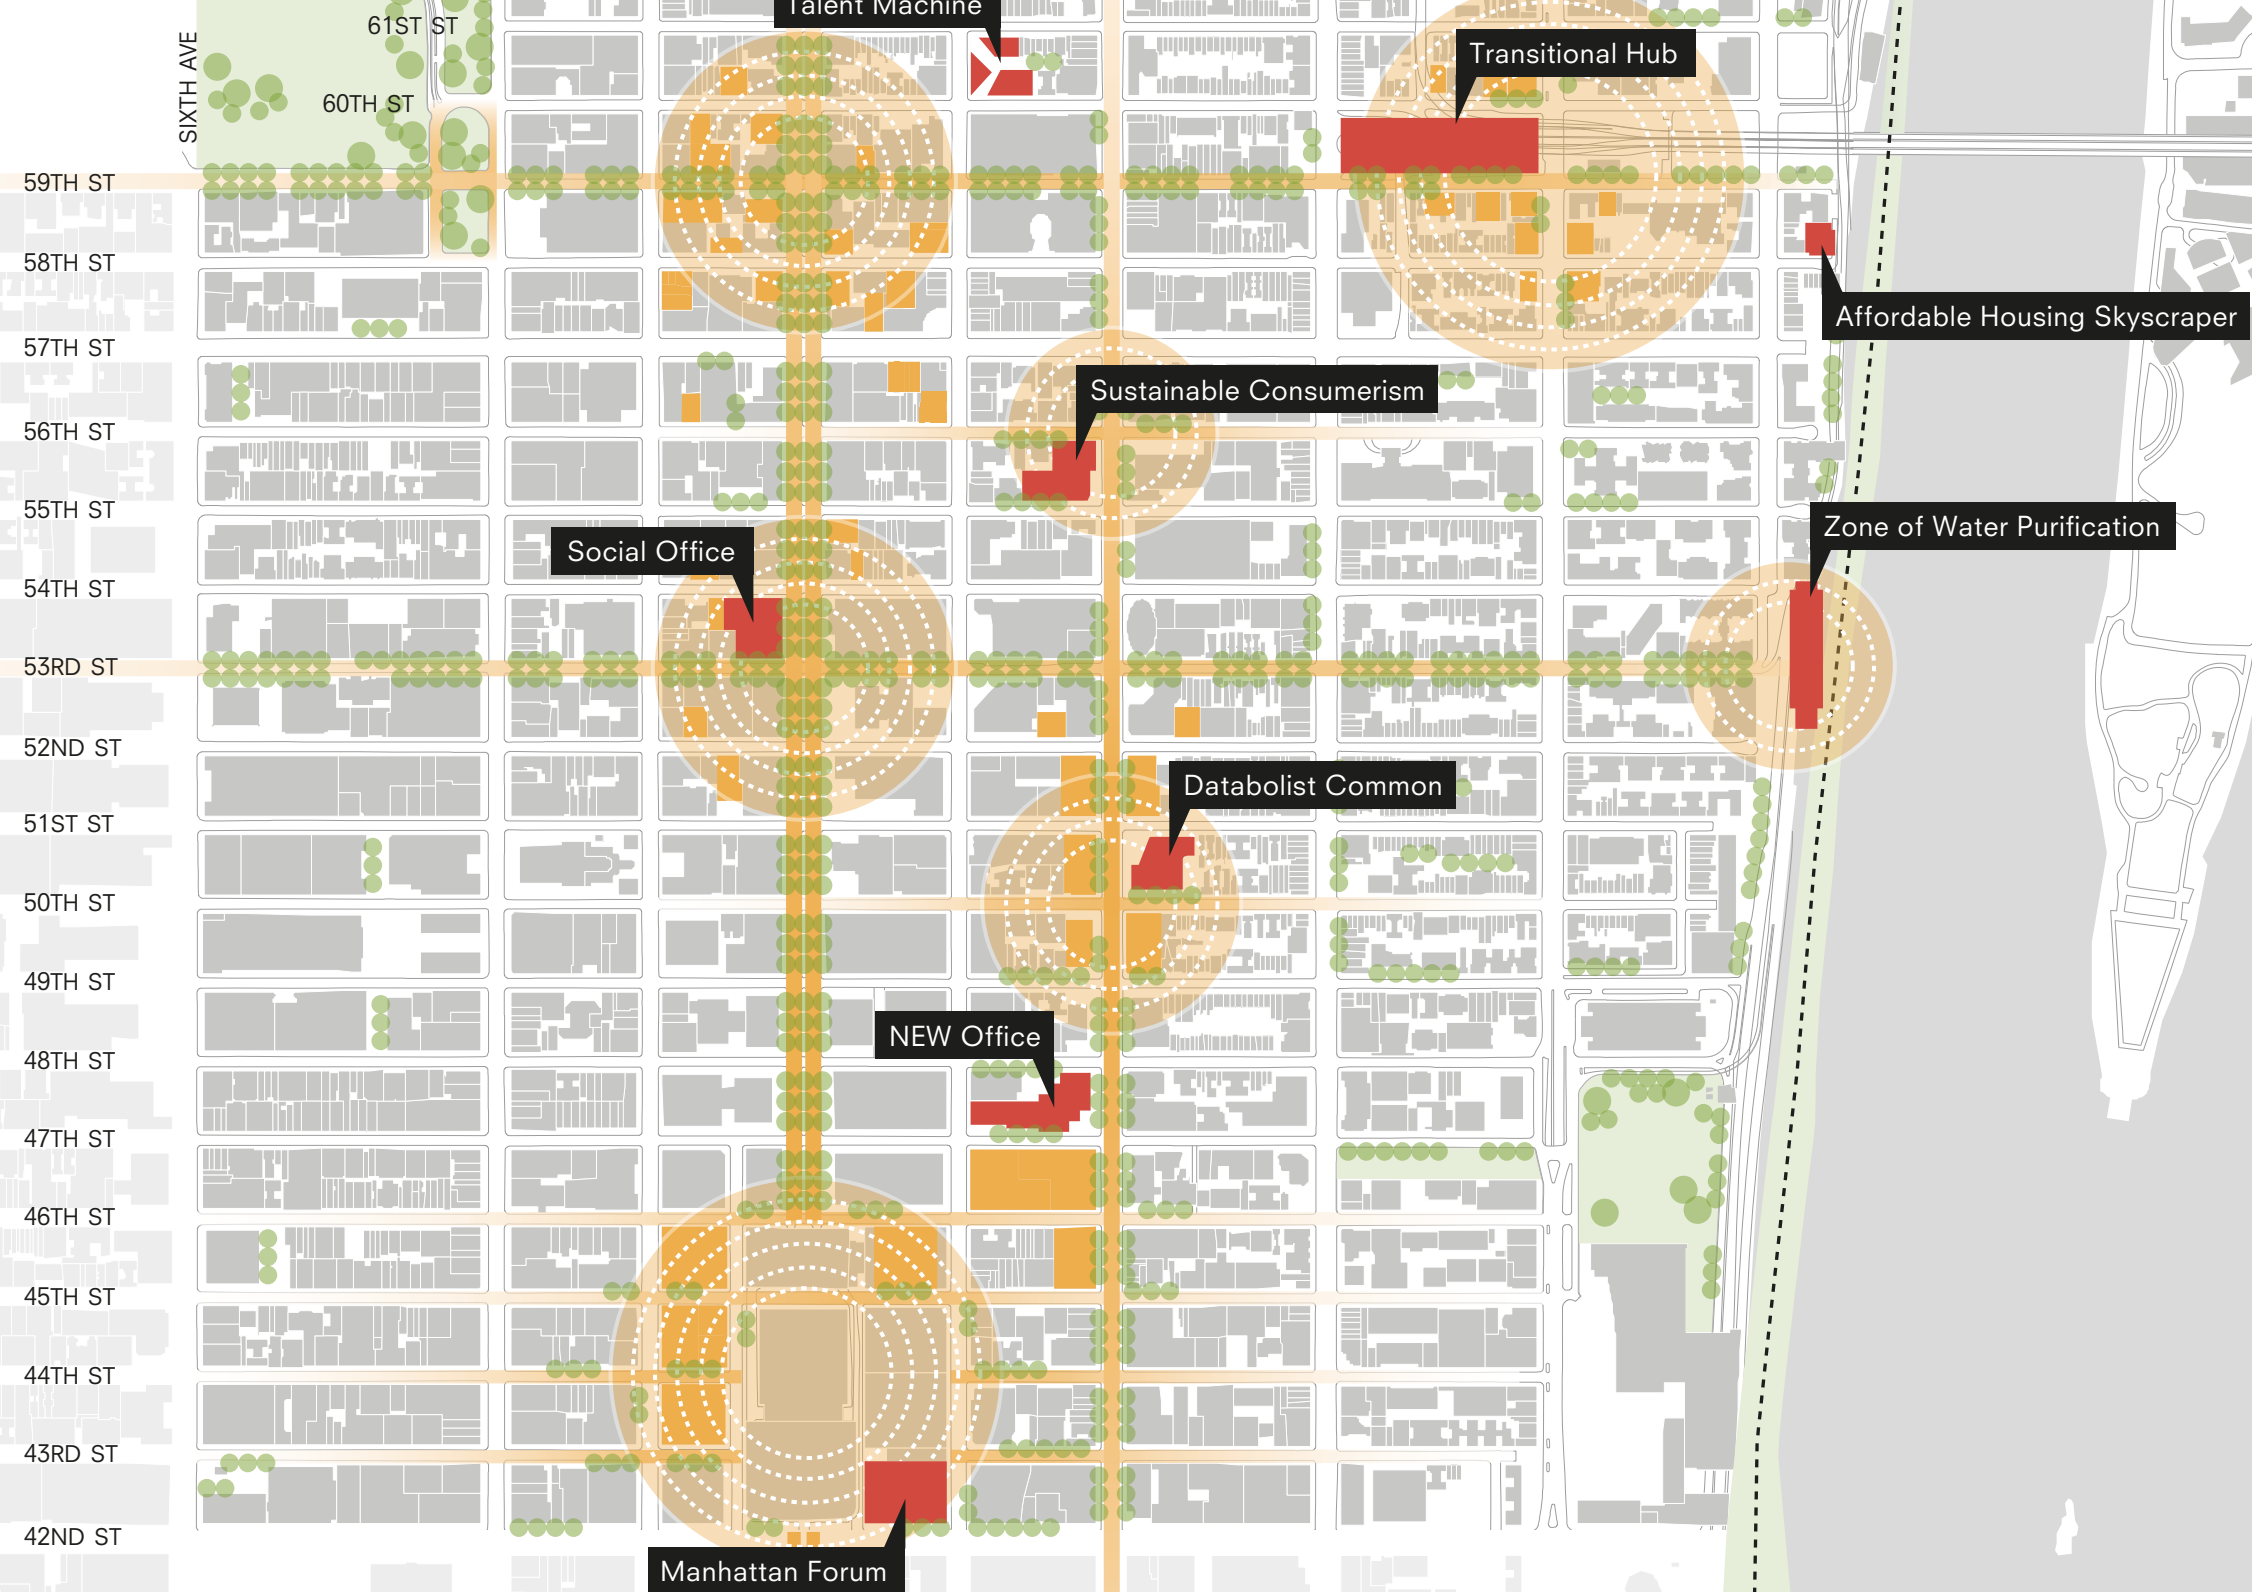 Talent Machine
61ST ST
SIXTH AVE
60TH ST
Transitional Hub
59TH ST
58TH ST
Affordable Housing Skyscraper
57TH ST
Sustainable Consumerism
56TH ST
55TH ST
Zone of Water Purification
Social Office
54TH ST
53RD ST
52ND ST
Databolist Common
51ST ST
50TH ST
49TH ST
NEW Office
48TH ST
47TH ST
46TH ST
45TH ST
44TH ST
43RD ST
42ND ST
Manhattan Forum